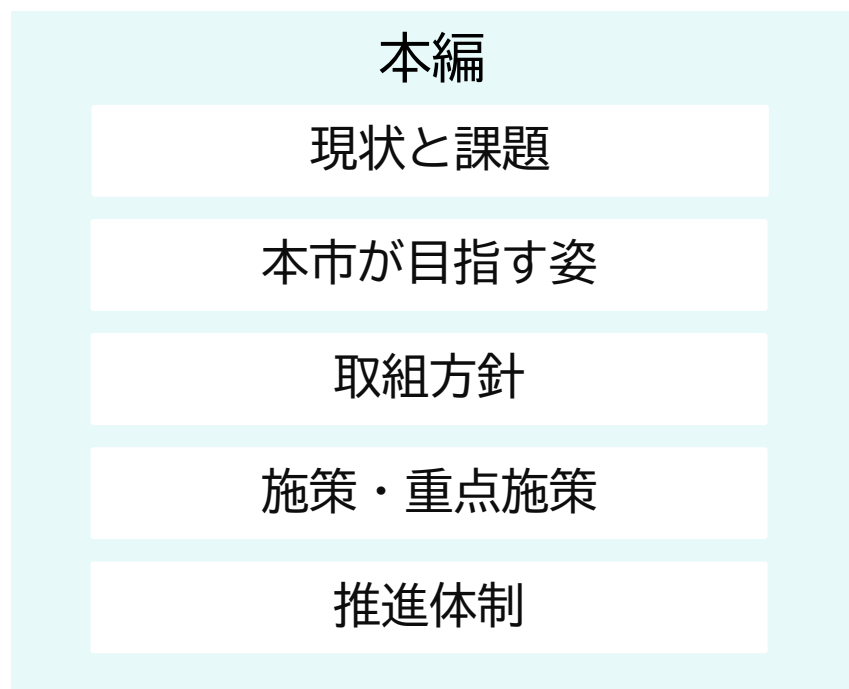 本編
現状と課題
本市が目指す姿
取組方針
施策・重点施策
推進体制